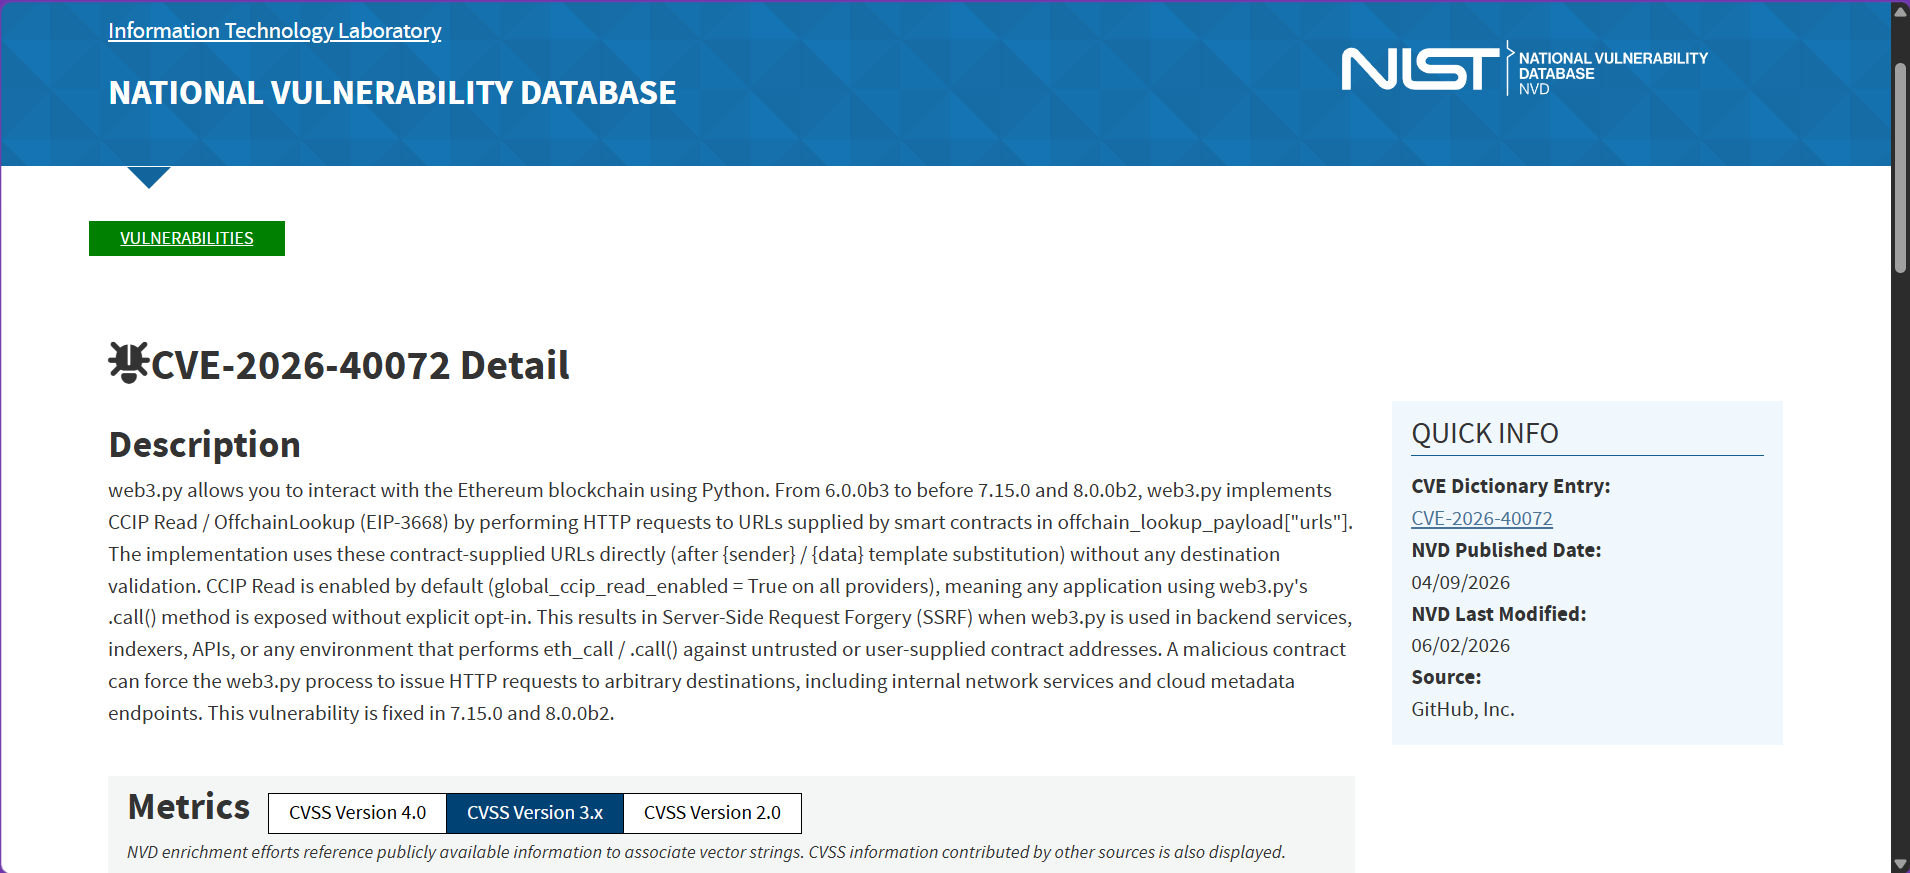 Information Technology Laboratory
NATIONAL VULNERABILITY DATABASE
NIST
NATIONAL VULNERABILITY
DATABASE
NVD
VULNERABILITIES
CVE-2026-40072 Detail
Description
web3.py allows you to interact with the Ethereum blockchain using Python. From 6.0.0b3 to before 7.15.0 and 8.0.0b2, web3.py implements
CCIP Read / OffchainLookup (EIP-3668) by performing HTTP requests to URLs supplied by smart contracts in offchain_lookup_payload["urls"].
The implementation uses these contract-supplied URLs directly (after {sender} / {data} template substitution) without any destination
validation. CCIP Read is enabled by default (global_ccip_read_enabled = True on all providers), meaning any application using web3.py's
.call() method is exposed without explicit opt-in. This results in Server-Side Request Forgery (SSRF) when web3.py is used in backend services,
indexers, APIs, or any environment that performs eth_call / .call() against untrusted or user-supplied contract addresses. A malicious contract
can force the web3.py process to issue HTTP requests to arbitrary destinations, including internal network services and cloud metadata
endpoints. This vulnerability is fixed in 7.15.0 and 8.0.0b2.
QUICK INFO
CVE Dictionary Entry:
CVE-2026-40072
NVD Published Date:
04/09/2026
NVD Last Modified:
06/02/2026
Source:
GitHub, Inc.
Metrics
CVSS Version 4.0
CVSS Version 3.x
CVSS Version 2.0
NVD enrichment efforts reference publicly available information to associate vector strings. CVSS information contributed by other sources is also displayed.